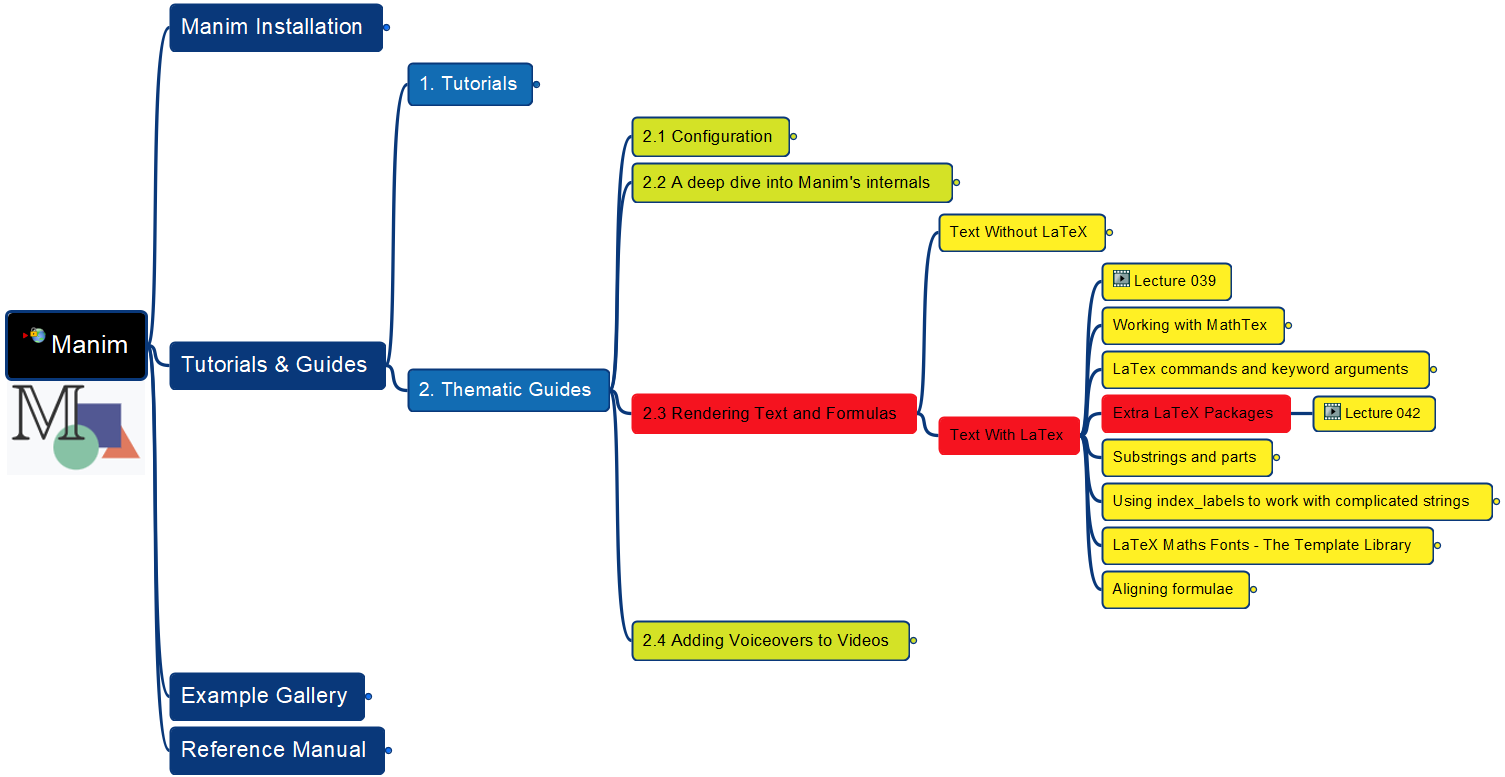 Manim Installation
1. Tutorials
2.1 Configuration
2.2 A deep dive into Manim's internals
Text Without LaTeX
Lecture 039
Working with MathTex
Manim
Tutorials & Guides
LaTex commands and keyword arguments
2. Thematic Guides
M
2.3 Rendering Text and Formulas
Extra LaTeX Packages
Lecture 042
Text With LaTex
Substrings and parts
Using index_labels to work with complicated strings
LaTeX Maths Fonts - The Template Library
Aligning formulae
2.4 Adding Voiceovers to Videos
Example Gallery
Reference Manual